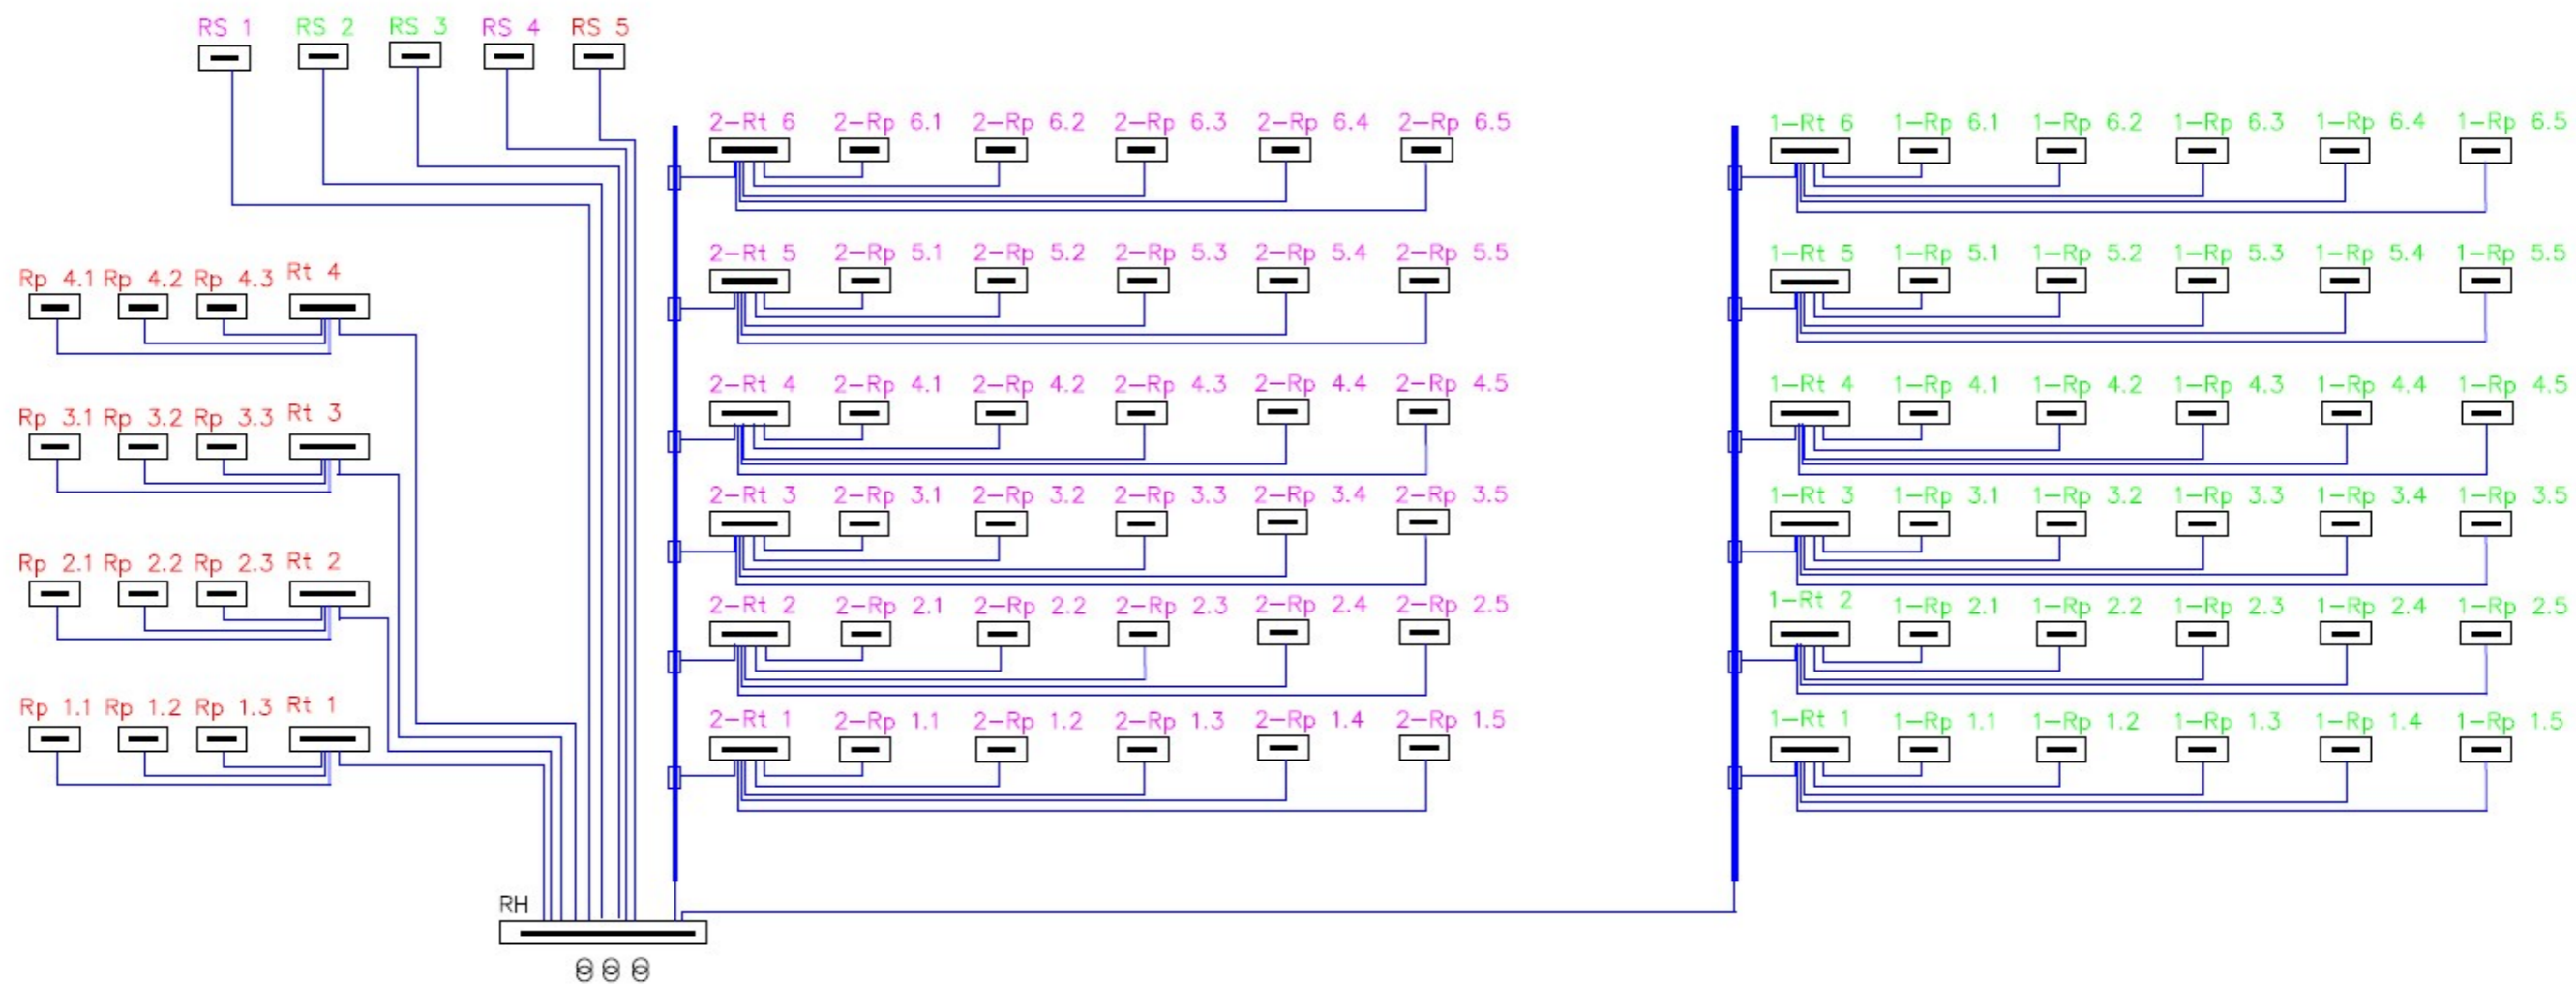 RS 1 RS 2 RS 3 RS 4 RS 5
2-Rt 6 2-Rp 6.1 2-Rp 6.2 2-Rp 6.3 2-Rp 6.4 2-Rp 6.5
1-Rt 6 1-Rp 6.1 1-Rp 6.2 1-Rp 6.3 1-Rp 6.4 1-Rp 6.5
2-Rt 5 2-Rp 5.1 2-Rp 5.2 2-Rp 5.3 2-Rp 5.4 2-Rp 5.5
1-Rt 5 1-Rp 5.1 1-Rp 5.2 1-Rp 5.3 1-Rp 5.4 1-Rp 5.5
Rp 4.1 Rp 4.2 Rp 4.3 Rt 4
2-Rt 4 2-Rp 4.1 2-Rp 4.2 2-Rp 4.3 2-Rp 4.4 2-Rp 4.5
1-Rt 4 1-Rp 4.1 1-Rp 4.2 1-Rp 4.3 1-Rp 4.4 1-Rp 4.5
Rp 3.1 Rp 3.2 Rp 3.3 Rt 3
2-Rt 3 2-Rp 3.1 2-Rp 3.2 2-Rp 3.3 2-Rp 3.4 2-Rp 3.5
1-Rt 3 1-Rp 3.1 1-Rp 3.2 1-Rp 3.3 1-Rp 3.4 1-Rp 3.5
Rp 2.1 Rp 2.2 Rp 2.3 Rt 2
2-Rt 2 2-Rp 2.1 2-Rp 2.2 2-Rp 2.3 2-Rp 2.4 2-Rp 2.5
1-Rt 2 1-Rp 2.1 1-Rp 2.2 1-Rp 2.3 1-Rp 2.4 1-Rp 2.5
Rp 1.1 Rp 1.2 Rp 1.3 Rt 1
2-Rt 1 2-Rp 1.1 2-Rp 1.2 2-Rp 1.3 2-Rp 1.4 2-Rp 1.5
1-Rt 1 1-Rp 1.1 1-Rp 1.2 1-Rp 1.3 1-Rp 1.4 1-Rp 1.5
RH